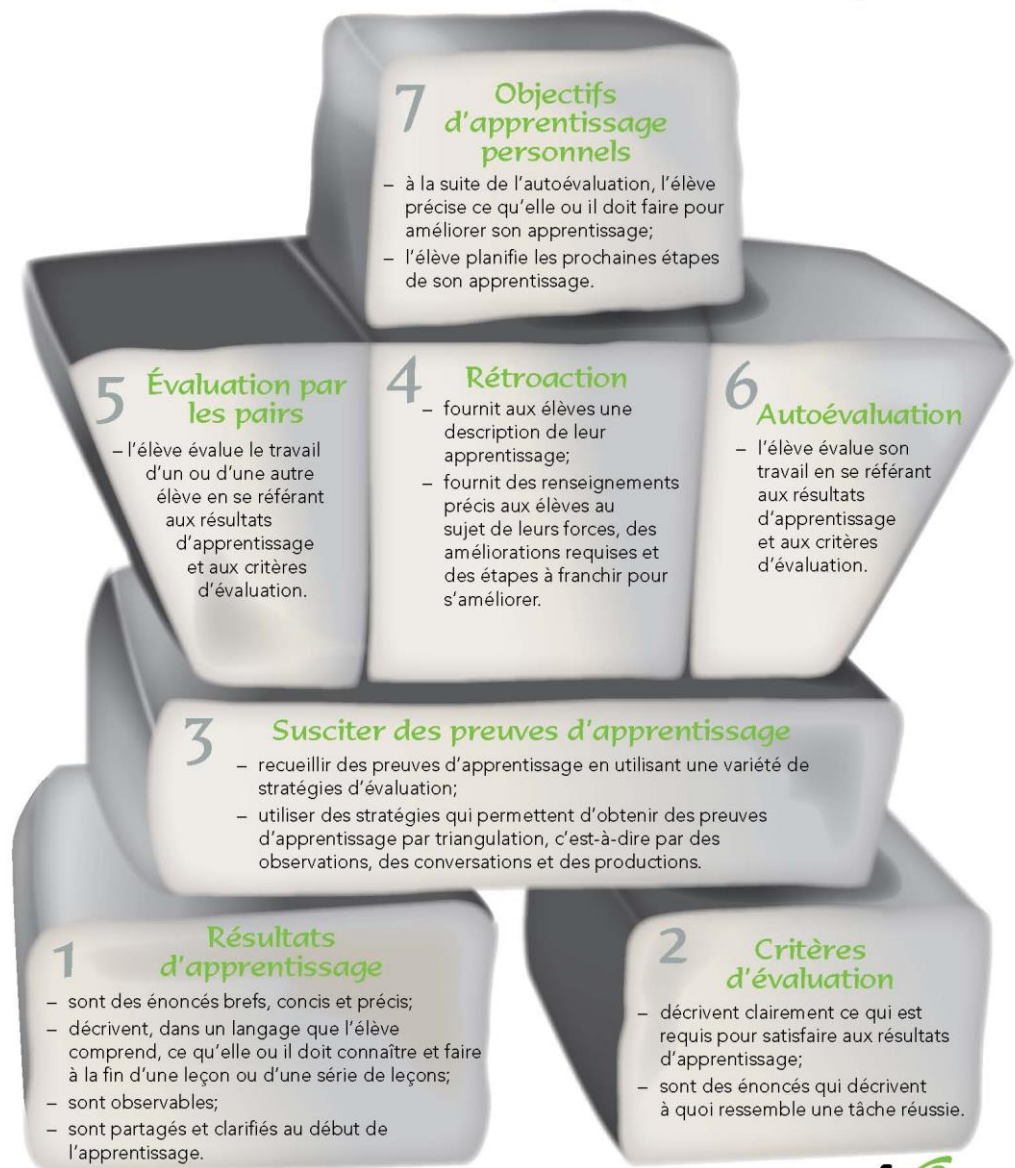 7
Objectifs
d'apprentissage
personnels
– à la suite de l'autoévaluation, l'élève
précise ce qu'elle ou il doit faire pour
améliorer son apprentissage;
– l'élève planifie les prochaines étapes
de son apprentissage.
5
Évaluation par
les pairs
– l'élève évalue le travail
d'un ou d'une autre
élève en se référant
aux résultats
d'apprentissage
et aux critères
d'évaluation.
4
Rétroaction
– fournit aux élèves une
description de leur
apprentissage;
– fournit des renseignements
précis aux élèves au
sujet de leurs forces, des
améliorations requises et
des étapes à franchir pour
s'améliorer.
6
Autoévaluation
– l'élève évalue son
travail en se référant
aux résultats
d'apprentissage
et aux critères
d'évaluation.
3
Susciter des preuves d'apprentissage
– recueillir des preuves d'apprentissage en utilisant une variété de
stratégies d'évaluation;
– utiliser des stratégies qui permettent d'obtenir des preuves
d'apprentissage par triangulation, c'est-à-dire par des
observations, des conversations et des productions.
1
Résultats
d'apprentissage
– sont des énoncés brefs, concis et précis;
– décrivent, dans un langage que l'élève
comprend, ce qu'elle ou il doit connaître et faire
à la fin d'une leçon ou d'une série de leçons;
– sont observables;
– sont partagés et clarifiés au début de
l'apprentissage.
2
Critères
d'évaluation
– décrivent clairement ce qui est
requis pour satisfaire aux résultats
d'apprentissage;
– sont des énoncés qui décrivent
à quoi ressemble une tâche réussie.